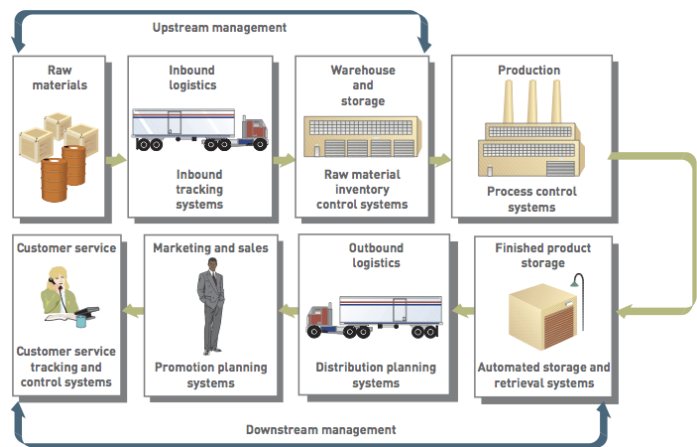 Upstream management
Raw
materials
Inbound
logistics
Inbound
tracking
systems
Warehouse
and
storage
Raw material
inventory
control systems
Production
Process control
systems
Customer service
Customer service
tracking and
control systems
Marketing and sales
Promotion planning
systems
Outbound
logistics
Distribution planning
systems
Finished product
storage
Automated storage and
retrieval systems
Downstream management